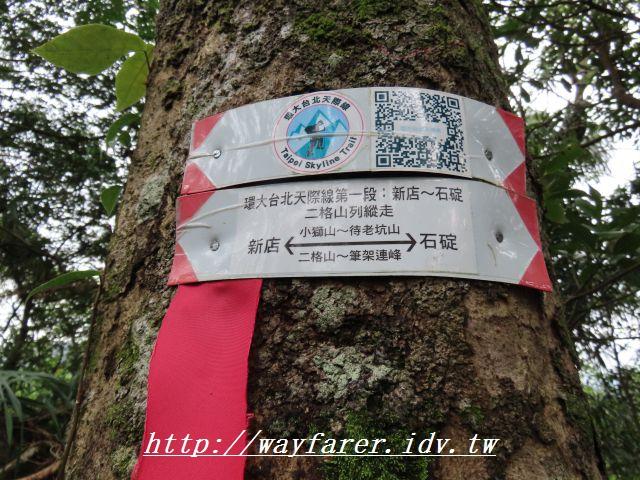 環大台北天際線
Taipei Skyline Trail
環大台北天際線第一段：新店～石碇
二格山列縱走
小獅山～待老坑山
新店
石碇
二格山～筆架連峰
http://wayfarer.idv.tw